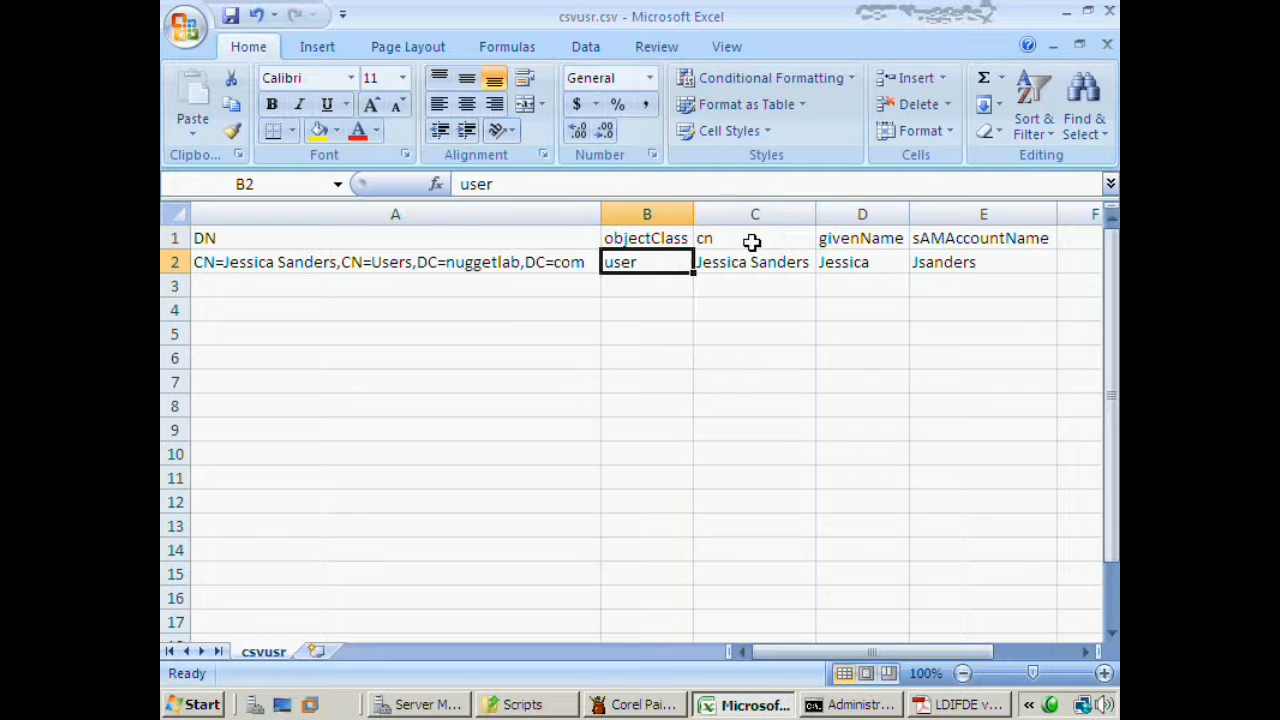 csvusr.csv - Microsoft Excel
Home Insert Page Layout Formulas Data Review View
Calibri 11 General Conditional Formatting Insert Σ
Paste B I U A A $ % , Format as Table Delete Sort & Filter Find & Select
A Cell Styles Format
Clipbo... Font Alignment Number Styles Cells Editing
B2 fx user
A B C D E F
1 DN objectClass cn givenName sAMAccountName
2 CN=Jessica Sanders,CN=Users,DC=nuggetlab,DC=com user Jessica Sanders Jessica Jsanders
3
4
5
6
7
8
9
10
11
12
13
14
15
16
17
csvusr
Ready 100%
Start Server M... Scripts Corel Pai... Microsof... Administr... LDIFDE v... «